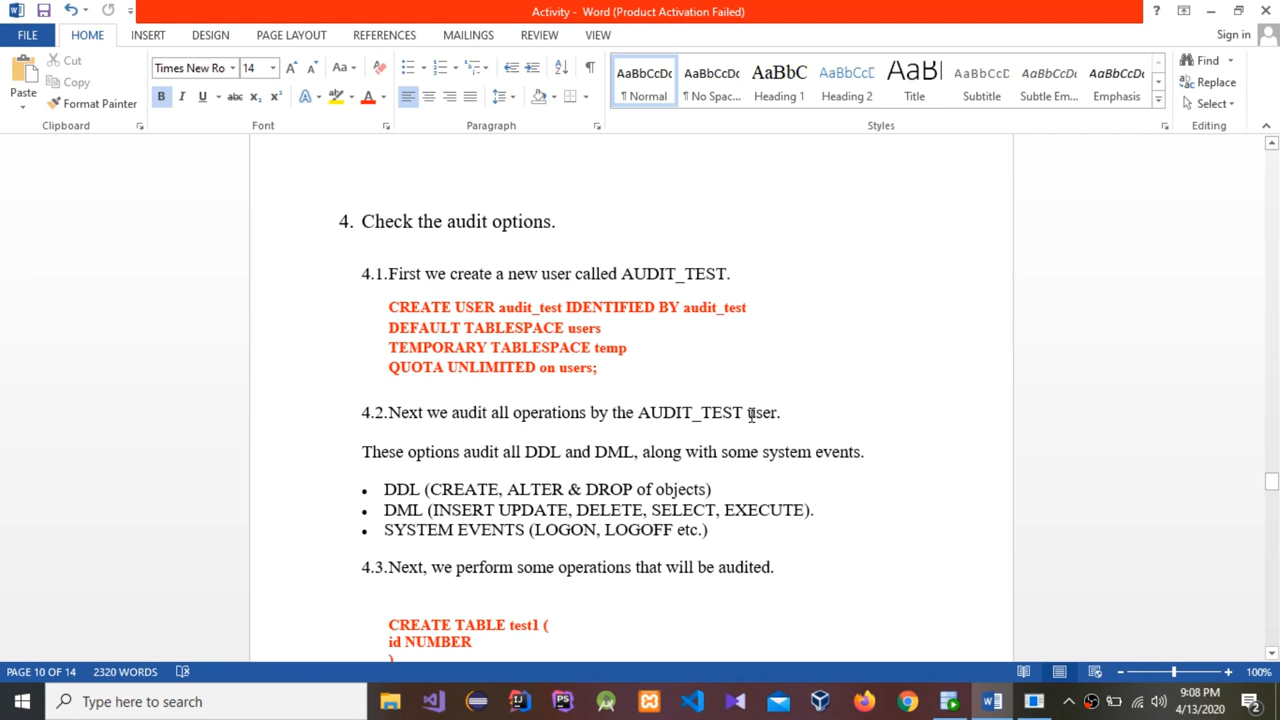 Activity - Word (Product Activation Failed)
FILE HOME INSERT DESIGN PAGE LAYOUT REFERENCES MAILINGS REVIEW VIEW Sign in
Paste Cut Copy Format Painter
Clipboard
Times New Ro 14 Aa
B I U abc x₂ x² A A
Font
Paragraph
AaBbCcDc AaBbCcDc AaBbC AaBbCcD AaBl AaBbCcD AaBbCcDc AaBbCcDc
¶ Normal ¶ No Spac... Heading 1 Heading 2 Title Subtitle Subtle Em... Emphasis
Styles
Find
Replace
Select
Editing
4. Check the audit options.
4.1.First we create a new user called AUDIT_TEST.
CREATE USER audit_test IDENTIFIED BY audit_test
DEFAULT TABLESPACE users
TEMPORARY TABLESPACE temp
QUOTA UNLIMITED on users;
4.2.Next we audit all operations by the AUDIT_TEST user.
These options audit all DDL and DML, along with some system events.
• DDL (CREATE, ALTER & DROP of objects)
• DML (INSERT UPDATE, DELETE, SELECT, EXECUTE).
• SYSTEM EVENTS (LOGON, LOGOFF etc.)
4.3.Next, we perform some operations that will be audited.
CREATE TABLE test1 (
id NUMBER
)
PAGE 10 OF 14 2320 WORDS 100%
Type here to search
9:08 PM
4/13/2020
2